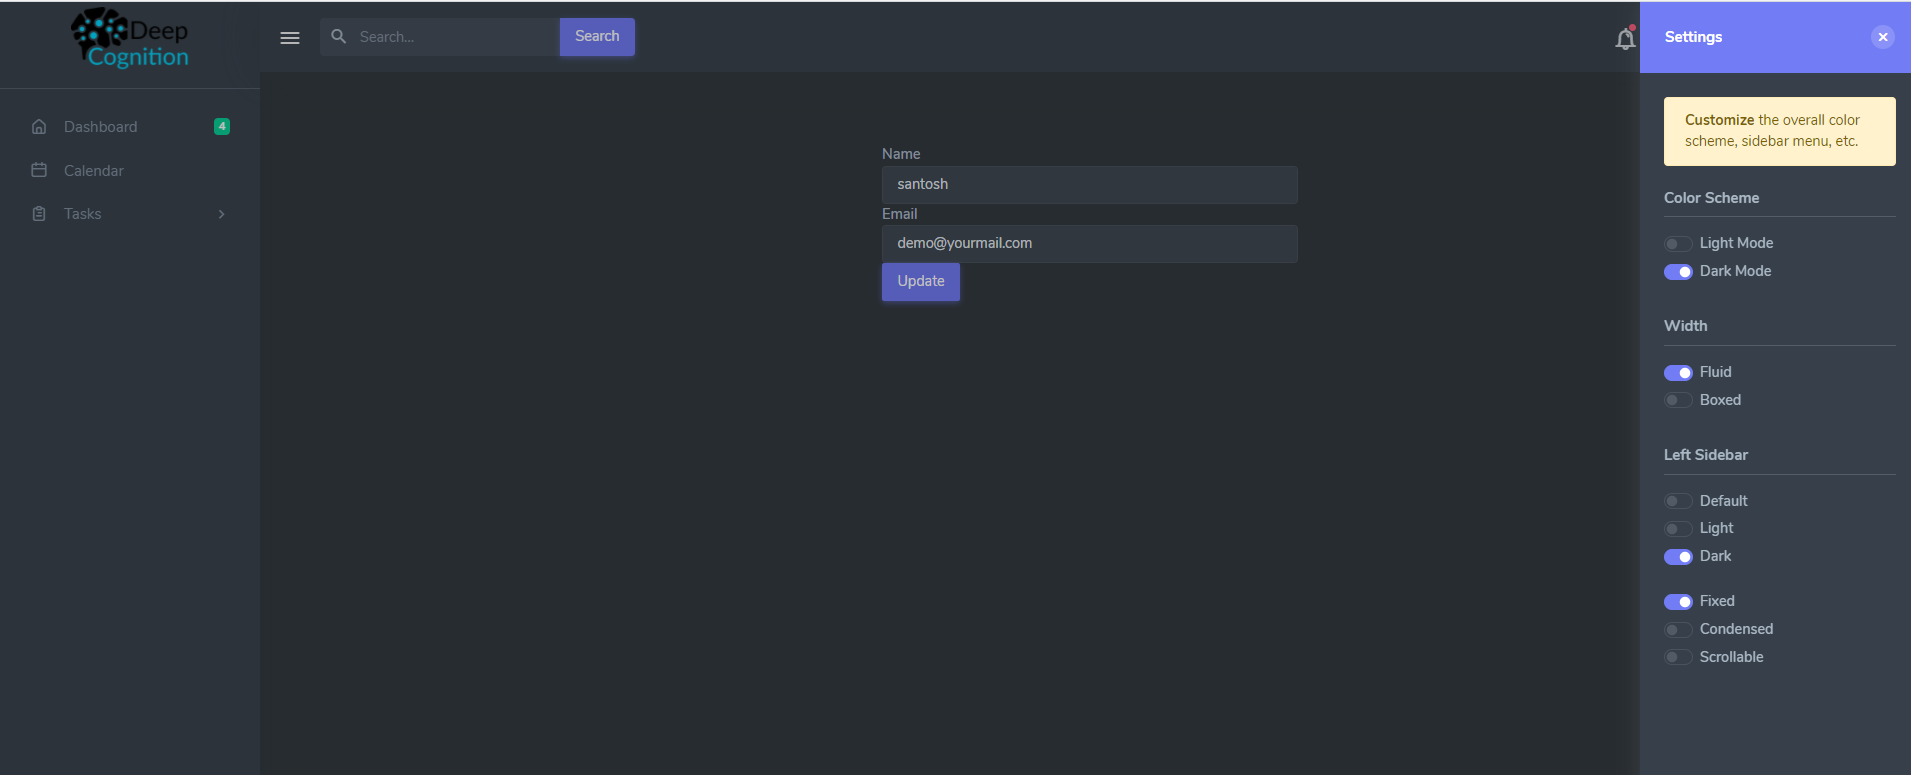 Deep
Cognition
Search...
Search
Settings
Dashboard
4
Calendar
Tasks
Name
santosh
Email
demo@yourmail.com
Update
Customize the overall color
scheme, sidebar menu, etc.
Color Scheme
Light Mode
Dark Mode
Width
Fluid
Boxed
Left Sidebar
Default
Light
Dark
Fixed
Condensed
Scrollable